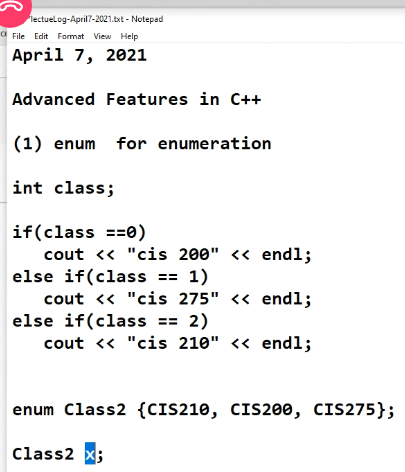 lectueLog-April7-2021.txt - Notepad
File Edit Format View Help
April 7, 2021
Advanced Features in C++
(1) enum  for enumeration
int class;
if(class ==0)
   cout << "cis 200" << endl;
else if(class == 1)
   cout << "cis 275" << endl;
else if(class == 2)
   cout << "cis 210" << endl;
enum Class2 {CIS210, CIS200, CIS275};
Class2 x;